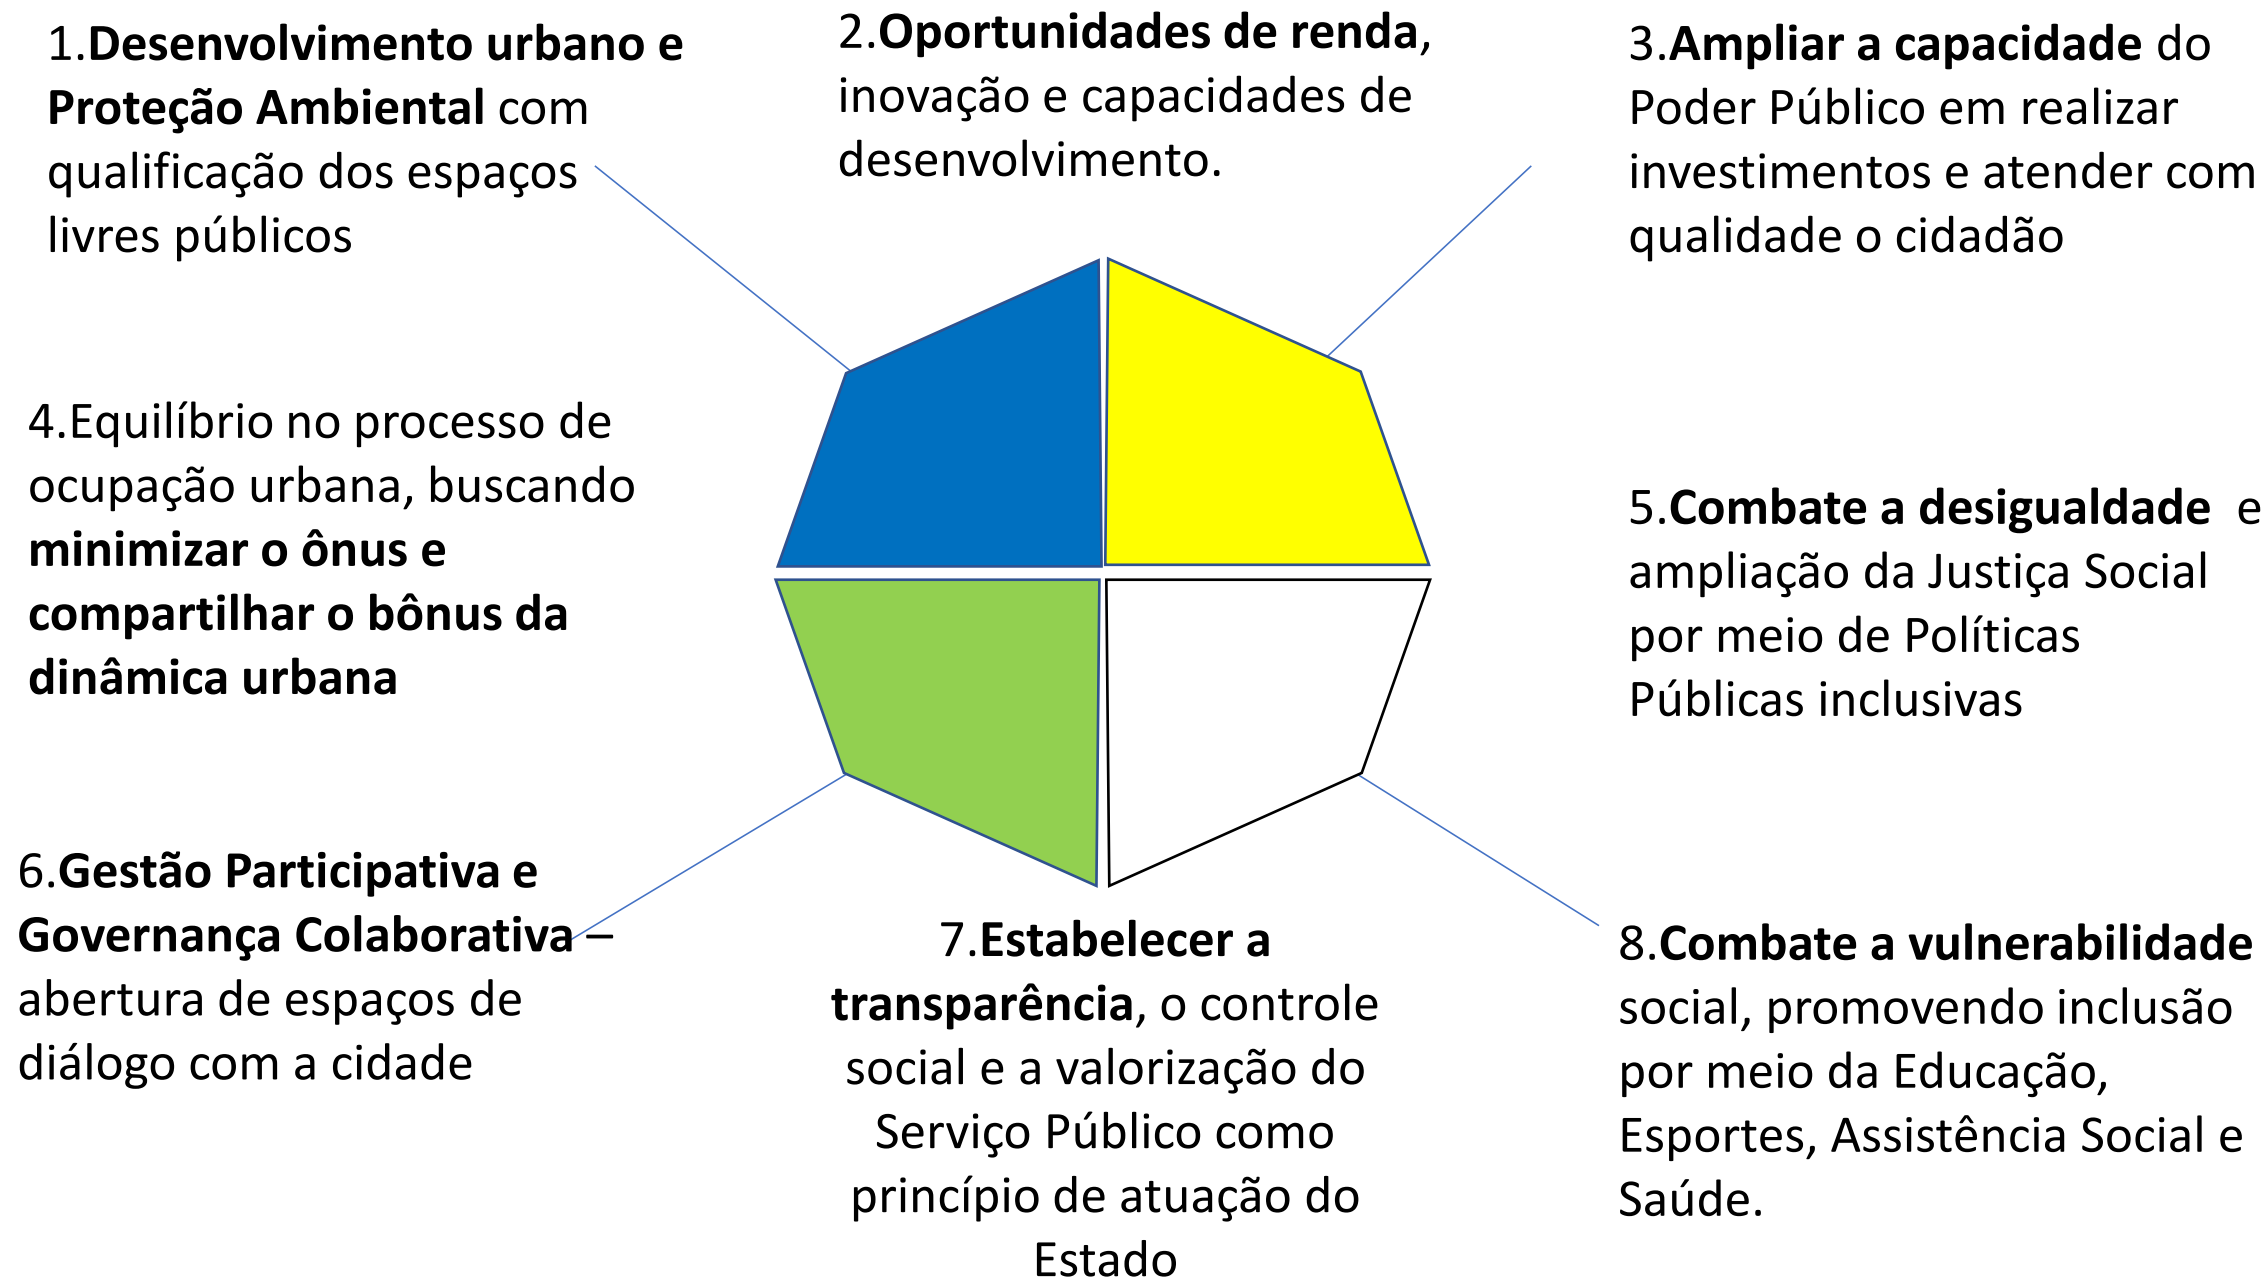 1.Desenvolvimento urbano e
Proteção Ambiental com
qualificação dos espaços
livres públicos
2.Oportunidades de renda,
inovação e capacidades de
desenvolvimento.
3.Ampliar a capacidade do
Poder Público em realizar
investimentos e atender com
qualidade o cidadão
4.Equilíbrio no processo de
ocupação urbana, buscando
minimizar o ônus e
compartilhar o bônus da
dinâmica urbana
5.Combate a desigualdade  e
ampliação da Justiça Social
por meio de Políticas
Públicas inclusivas
6.Gestão Participativa e
Governança Colaborativa –
abertura de espaços de
diálogo com a cidade
7.Estabelecer a
transparência, o controle
social e a valorização do
Serviço Público como
princípio de atuação do
Estado
8.Combate a vulnerabilidade
social, promovendo inclusão
por meio da Educação,
Esportes, Assistência Social e
Saúde.